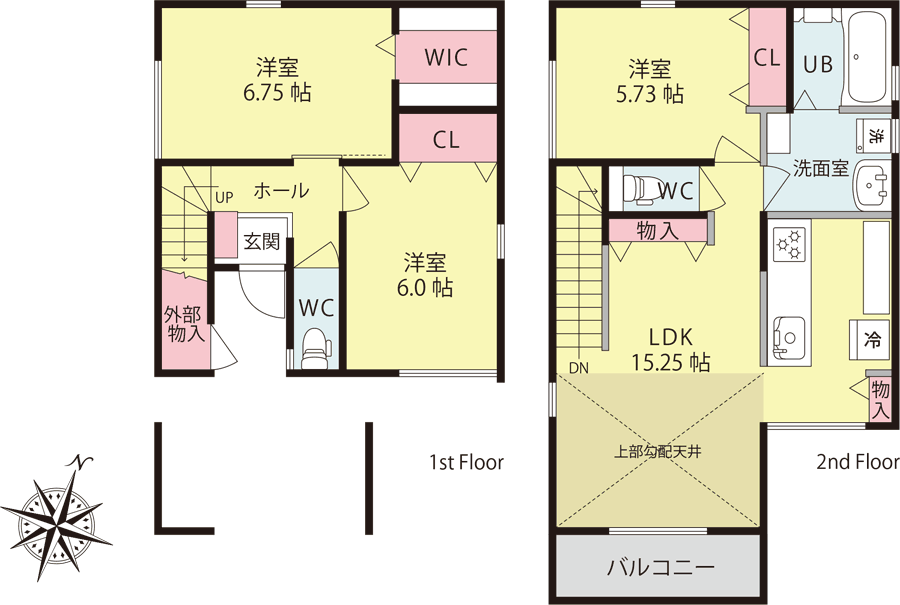 洋室
6.75 帖
WIC
CL
UP
ホール
玄関
洋室
6.0 帖
WC
外部
物入
1st Floor
N
洋室
5.73 帖
CL
UB
洗
洗面室
WC
物入
冷
LDK
15.25 帖
DN
物
入
上部勾配天井
2nd Floor
バルコニー